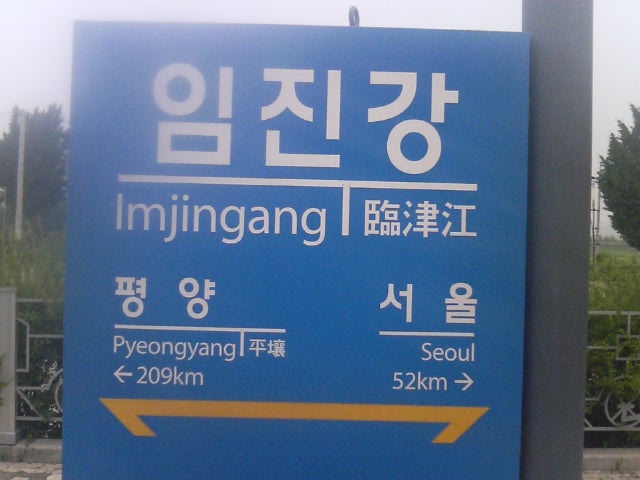 임진강
Imjingang 臨津江
평 양
Pyeongyang 平壤
← 209km
서 울
Seoul
52km →